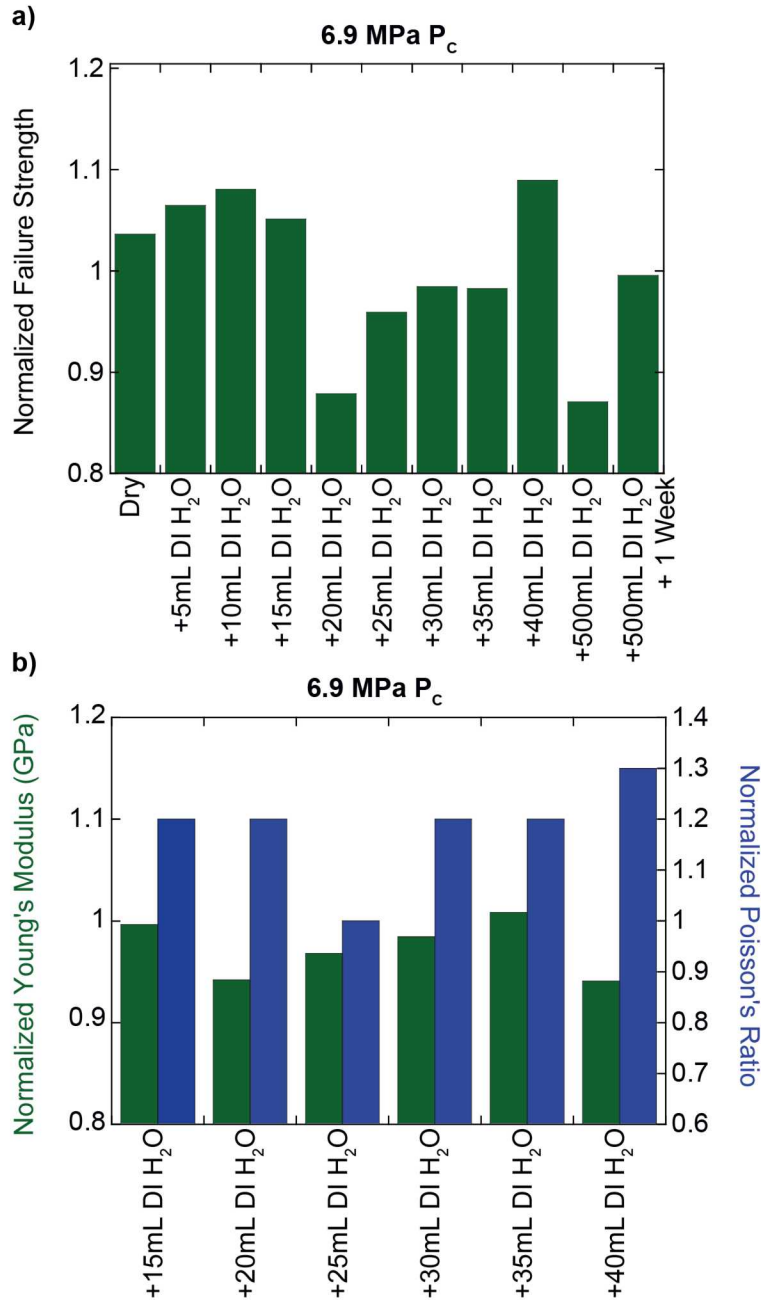 a)
6.9 MPa Pc
Normalized Failure Strength
1.2
1.1
1
0.9
0.8
Dry
+5mL DI H2O
+10mL DI H2O
+15mL DI H2O
+20mL DI H2O
+25mL DI H2O
+30mL DI H2O
+35mL DI H2O
+40mL DI H2O
+500mL DI H2O
+500mL DI H2O
+ 1 Week
b)
6.9 MPa Pc
Normalized Young's Modulus (GPa)
1.2
1.1
1
0.9
0.8
1.4
1.3
1.2
1.1
1
0.9
0.8
0.7
0.6
Normalized Poisson's Ratio
+15mL DI H2O
+20mL DI H2O
+25mL DI H2O
+30mL DI H2O
+35mL DI H2O
+40mL DI H2O